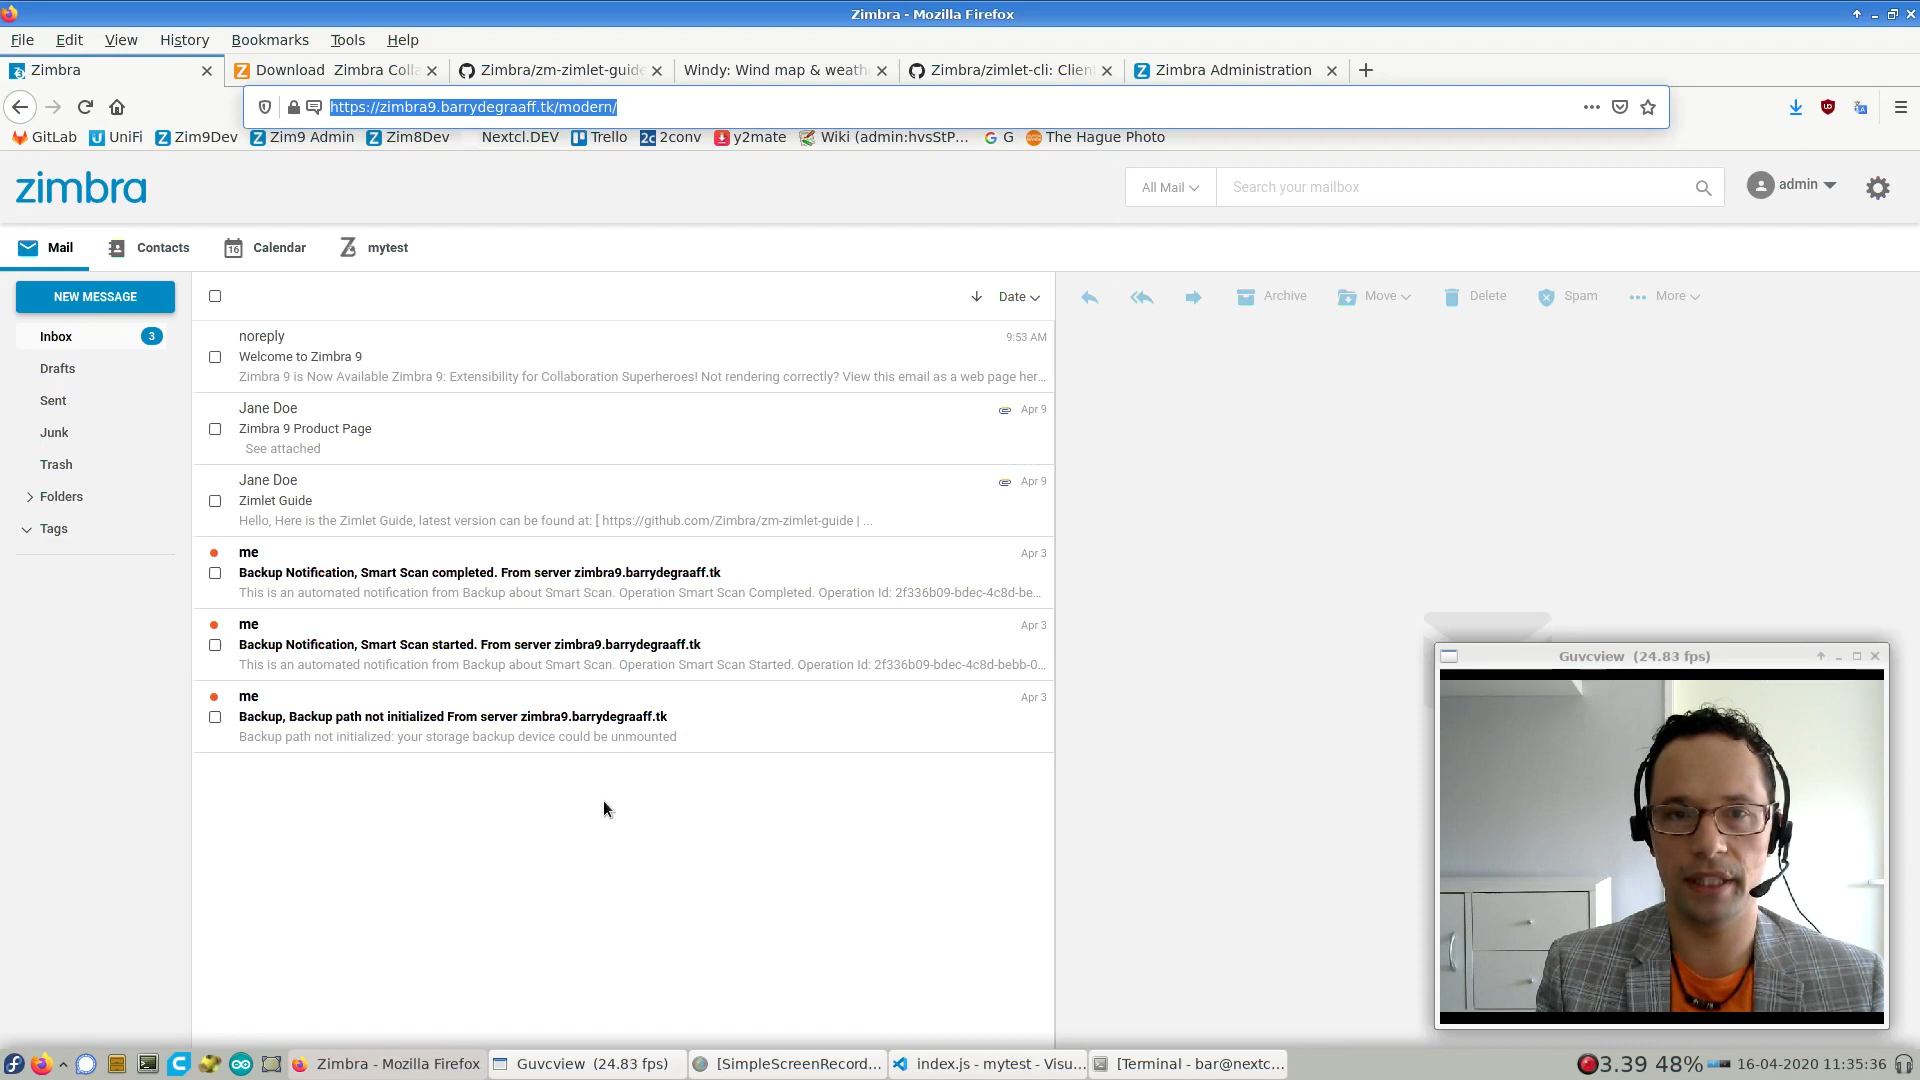 Zimbra - Mozilla Firefox
File Edit View History Bookmarks Tools Help
Zimbra
Download Zimbra Colla
Zimbra/zm-zimlet-guide
Windy: Wind map & weath
Zimbra/zimlet-cli: Clien
Zimbra Administration
https://zimbra9.barrydegraaff.tk/modern/
GitLab UniFi Zim9Dev Zim9 Admin Zim8Dev Nextcl.DEV Trello 2conv y2mate Wiki (admin:hvsStP... G The Hague Photo
zimbra
All Mail Search your mailbox admin
Mail Contacts 16 Calendar mytest
NEW MESSAGE
Inbox 3
Drafts
Sent
Junk
Trash
Folders
Tags
Date
noreply 9:53 AM
Welcome to Zimbra 9
Zimbra 9 is Now Available Zimbra 9: Extensibility for Collaboration Superheroes! Not rendering correctly? View this email as a web page her...
Jane Doe Apr 9
Zimbra 9 Product Page
See attached
Jane Doe Apr 9
Zimlet Guide
Hello, Here is the Zimlet Guide, latest version can be found at: [ https://github.com/Zimbra/zm-zimlet-guide | ...
me Apr 3
Backup Notification, Smart Scan completed. From server zimbra9.barrydegraaff.tk
This is an automated notification from Backup about Smart Scan. Operation Smart Scan Completed. Operation Id: 2f336b09-bdec-4c8d-be...
me Apr 3
Backup Notification, Smart Scan started. From server zimbra9.barrydegraaff.tk
This is an automated notification from Backup about Smart Scan. Operation Smart Scan Started. Operation Id: 2f336b09-bdec-4c8d-bebb-0...
me Apr 3
Backup, Backup path not initialized From server zimbra9.barrydegraaff.tk
Backup path not initialized: your storage backup device could be unmounted
Archive Move Delete Spam More
Guvcview (24.83 fps)
Zimbra - Mozilla Firefox
Guvcview (24.83 fps)
[SimpleScreenRecord...
index.js - mytest - Visu...
[Terminal - bar@nextc...
3.39 48% 16-04-2020 11:35:36